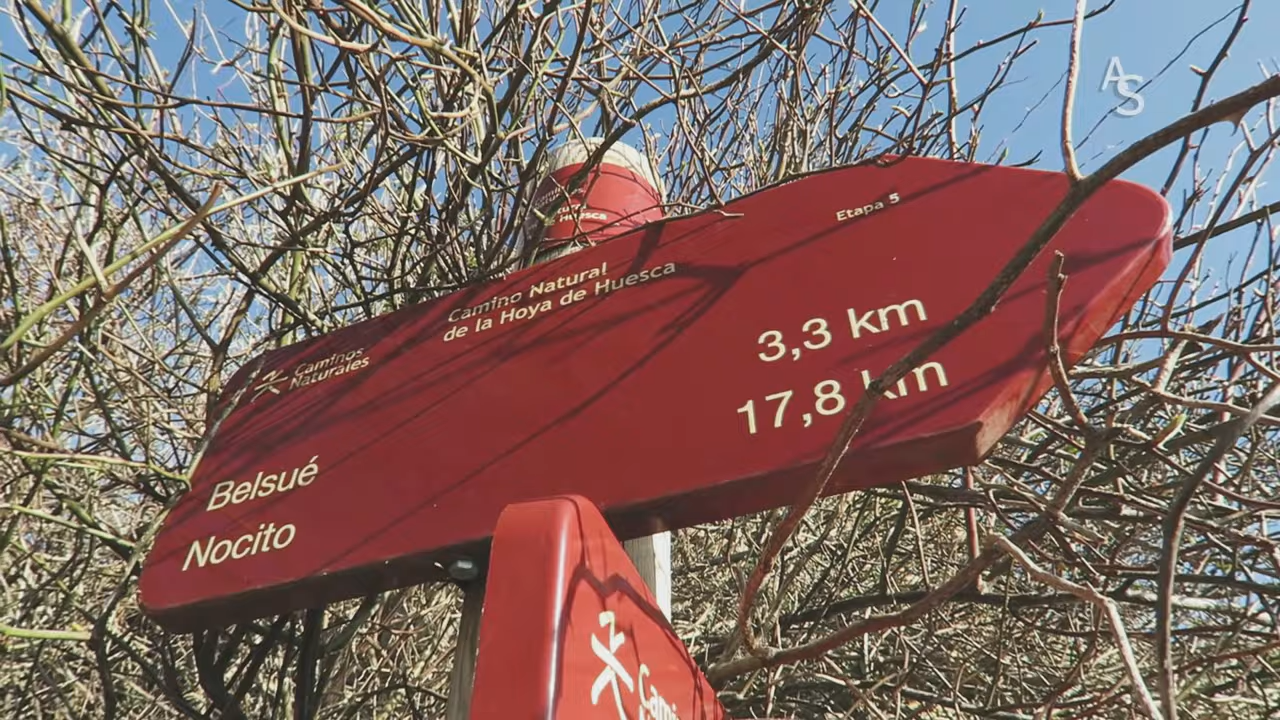 AS
Huesca
Etapa 5
Camino Natural
de la Hoya de Huesca
Caminos
Naturales
3,3 km
17,8 km
Belsué
Nocito